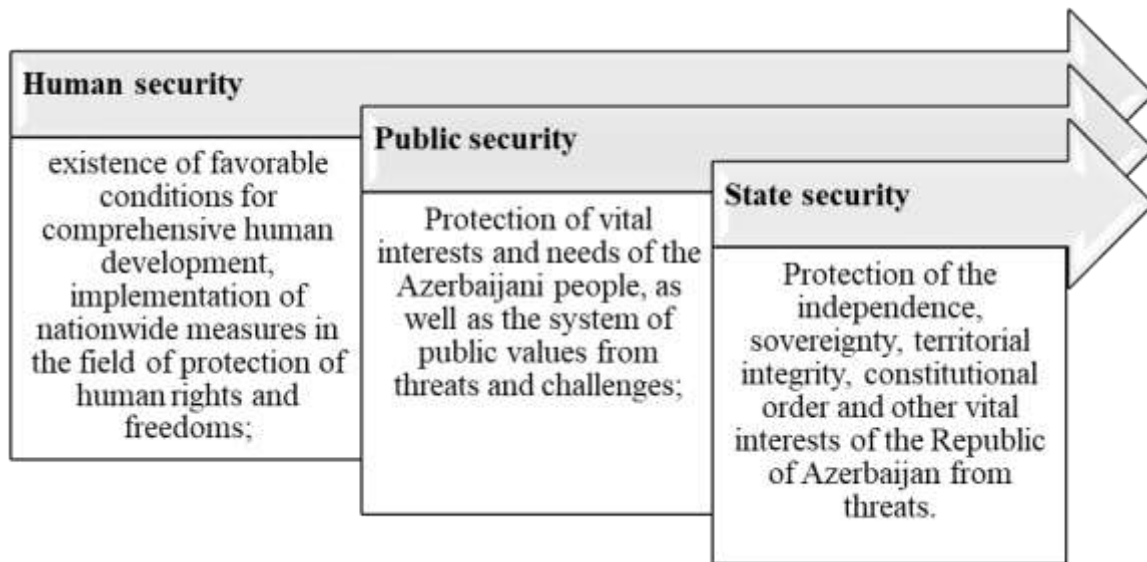 Human security
existence of favorable
conditions for
comprehensive human
development,
implementation of
nationwide measures in
the field of protection of
human rights and
freedoms;
Public security
Protection of vital
interests and needs of the
Azerbaijani people, as
well as the system of
public values from
threats and challenges;
State security
Protection of the
independence,
sovereignty, territorial
integrity, constitutional
order and other vital
interests of the Republic
of Azerbaijan from
threats.